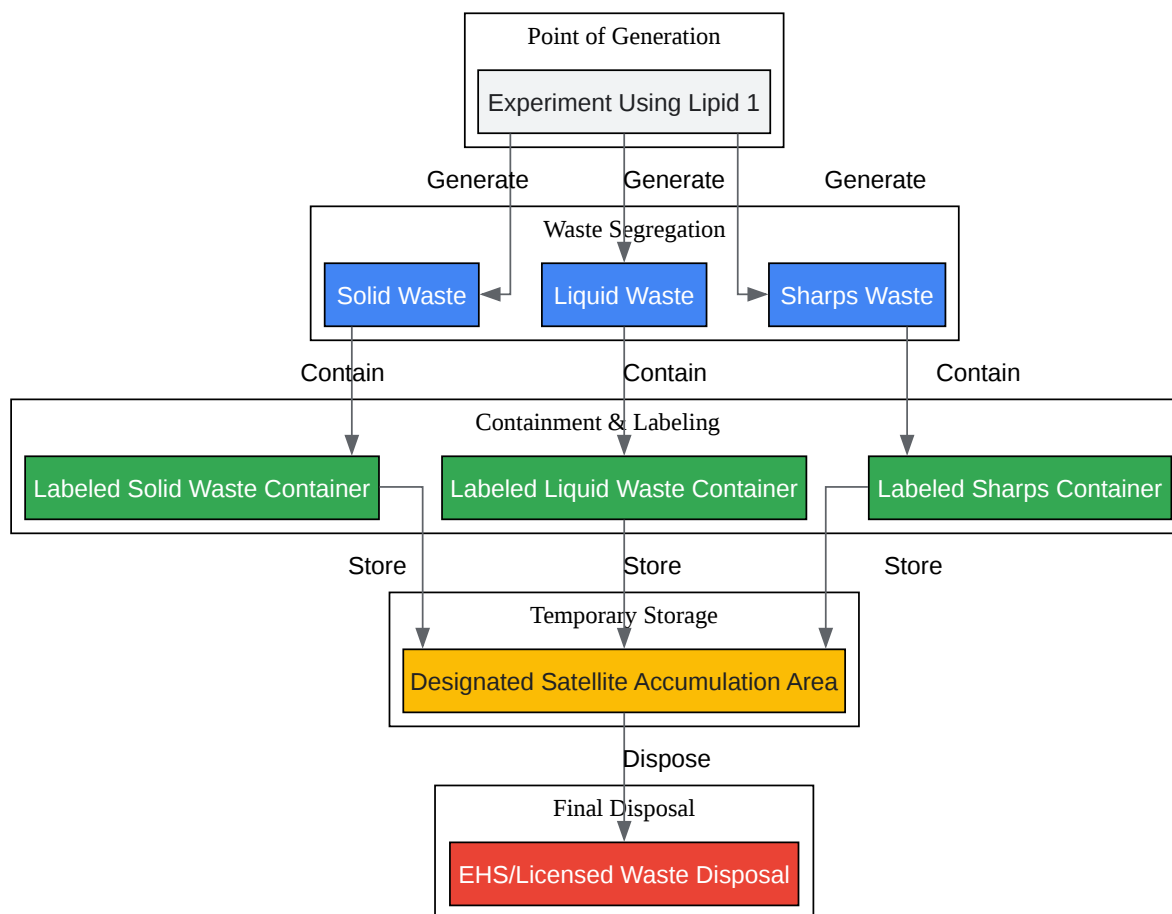 Point of Generation
Experiment Using Lipid 1
Generate Generate Generate
Waste Segregation
Solid Waste Liquid Waste Sharps Waste
Contain Contain Contain
Containment & Labeling
Labeled Solid Waste Container Labeled Liquid Waste Container Labeled Sharps Container
Store Store Store
Temporary Storage
Designated Satellite Accumulation Area
Dispose
Final Disposal
EHS/Licensed Waste Disposal